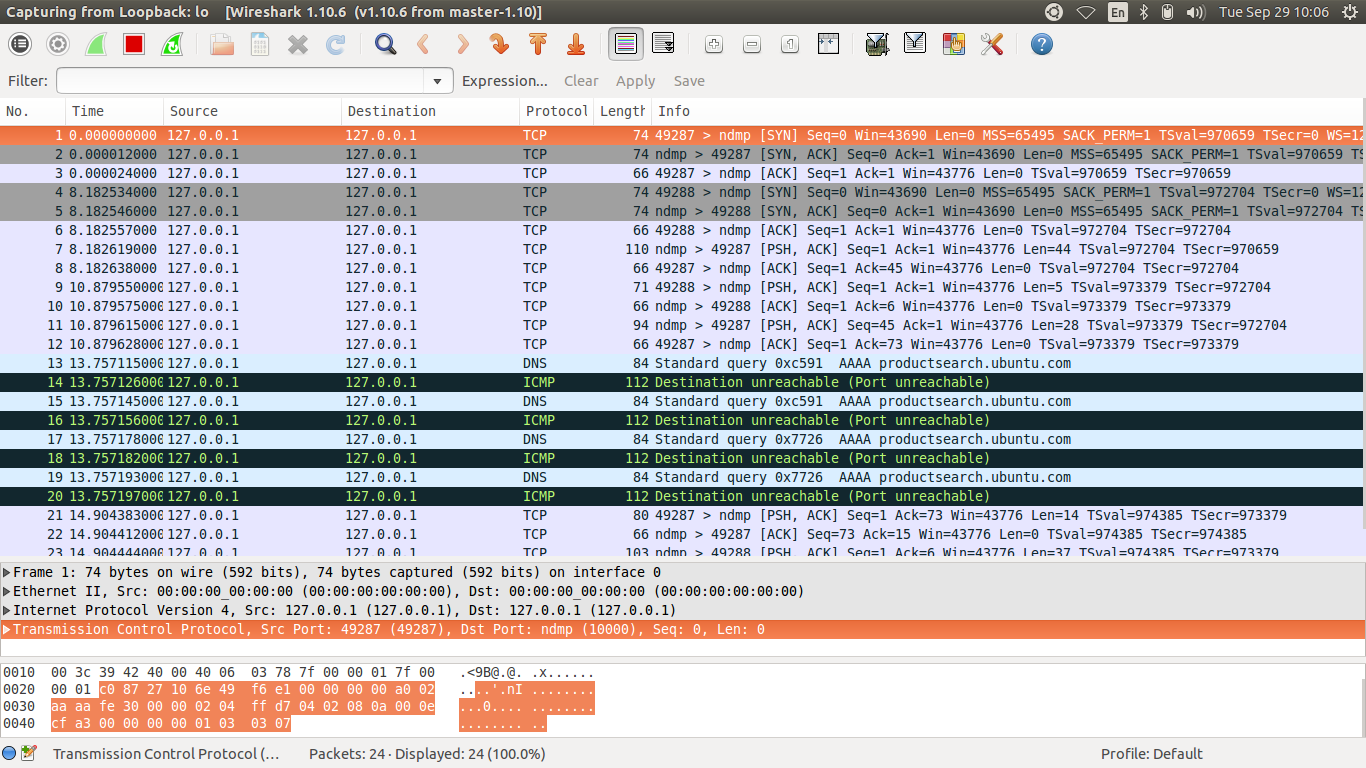 Capturing from Loopback: lo [Wireshark 1.10.6 (v1.10.6 from master-1.10)] En Tue Sep 29 10:06
Filter: Expression... Clear Apply Save
No. Time Source Destination Protocol Length Info
1 0.000000000 127.0.0.1 127.0.0.1 TCP 74 49287 > ndmp [SYN] Seq=0 Win=43690 Len=0 MSS=65495 SACK_PERM=1 TSval=970659 TSecr=0 WS=12
2 0.000012000 127.0.0.1 127.0.0.1 TCP 74 ndmp > 49287 [SYN, ACK] Seq=0 Ack=1 Win=43690 Len=0 MSS=65495 SACK_PERM=1 TSval=970659 TS
3 0.000024000 127.0.0.1 127.0.0.1 TCP 66 49287 > ndmp [ACK] Seq=1 Ack=1 Win=43776 Len=0 TSval=970659 TSecr=970659
4 8.182534000 127.0.0.1 127.0.0.1 TCP 74 49288 > ndmp [SYN] Seq=0 Win=43690 Len=0 MSS=65495 SACK_PERM=1 TSval=972704 TSecr=0 WS=12
5 8.182546000 127.0.0.1 127.0.0.1 TCP 74 ndmp > 49288 [SYN, ACK] Seq=0 Ack=1 Win=43690 Len=0 MSS=65495 SACK_PERM=1 TSval=972704 TS
6 8.182557000 127.0.0.1 127.0.0.1 TCP 66 49288 > ndmp [ACK] Seq=1 Ack=1 Win=43776 Len=0 TSval=972704 TSecr=972704
7 8.182619000 127.0.0.1 127.0.0.1 TCP 110 ndmp > 49287 [PSH, ACK] Seq=1 Ack=1 Win=43776 Len=44 TSval=972704 TSecr=970659
8 8.182638000 127.0.0.1 127.0.0.1 TCP 66 49287 > ndmp [ACK] Seq=1 Ack=45 Win=43776 Len=0 TSval=972704 TSecr=972704
9 10.879550000 127.0.0.1 127.0.0.1 TCP 71 49288 > ndmp [PSH, ACK] Seq=1 Ack=1 Win=43776 Len=5 TSval=973379 TSecr=972704
10 10.879575000 127.0.0.1 127.0.0.1 TCP 66 ndmp > 49288 [ACK] Seq=1 Ack=6 Win=43776 Len=0 TSval=973379 TSecr=973379
11 10.879615000 127.0.0.1 127.0.0.1 TCP 94 ndmp > 49287 [PSH, ACK] Seq=45 Ack=1 Win=43776 Len=28 TSval=973379 TSecr=972704
12 10.879628000 127.0.0.1 127.0.0.1 TCP 66 49287 > ndmp [ACK] Seq=1 Ack=73 Win=43776 Len=0 TSval=973379 TSecr=973379
13 13.757115000 127.0.0.1 127.0.0.1 DNS 84 Standard query 0xc591 AAAA productsearch.ubuntu.com
14 13.757126000 127.0.0.1 127.0.0.1 ICMP 112 Destination unreachable (Port unreachable)
15 13.757145000 127.0.0.1 127.0.0.1 DNS 84 Standard query 0xc591 AAAA productsearch.ubuntu.com
16 13.757156000 127.0.0.1 127.0.0.1 ICMP 112 Destination unreachable (Port unreachable)
17 13.757178000 127.0.0.1 127.0.0.1 DNS 84 Standard query 0x7726 AAAA productsearch.ubuntu.com
18 13.757182000 127.0.0.1 127.0.0.1 ICMP 112 Destination unreachable (Port unreachable)
19 13.757193000 127.0.0.1 127.0.0.1 DNS 84 Standard query 0x7726 AAAA productsearch.ubuntu.com
20 13.757197000 127.0.0.1 127.0.0.1 ICMP 112 Destination unreachable (Port unreachable)
21 14.904383000 127.0.0.1 127.0.0.1 TCP 80 49287 > ndmp [PSH, ACK] Seq=1 Ack=73 Win=43776 Len=14 TSval=974385 TSecr=973379
22 14.904412000 127.0.0.1 127.0.0.1 TCP 66 ndmp > 49287 [ACK] Seq=73 Ack=15 Win=43776 Len=0 TSval=974385 TSecr=974385
23 14.904444000 127.0.0.1 127.0.0.1 TCP 103 ndmp > 49288 [PSH, ACK] Seq=1 Ack=6 Win=43776 Len=37 TSval=974385 TSecr=973379
Frame 1: 74 bytes on wire (592 bits), 74 bytes captured (592 bits) on interface 0
Ethernet II, Src: 00:00:00_00:00:00 (00:00:00:00:00:00), Dst: 00:00:00_00:00:00 (00:00:00:00:00:00)
Internet Protocol Version 4, Src: 127.0.0.1 (127.0.0.1), Dst: 127.0.0.1 (127.0.0.1)
Transmission Control Protocol, Src Port: 49287 (49287), Dst Port: ndmp (10000), Seq: 0, Len: 0
0010 00 3c 39 42 40 00 40 06 03 78 7f 00 00 01 7f 00 .<9B@.@. .x......
0020 00 01 c0 87 27 10 6e 49 f6 e1 00 00 00 00 a0 02 ....'.nI ........
0030 aa aa fe 30 00 00 02 04 ff d7 04 02 08 0a 00 0e ...0.... ........
0040 cf a3 00 00 00 00 01 03 03 07 ........ ..
Transmission Control Protocol (… Packets: 24 · Displayed: 24 (100.0%) Profile: Default